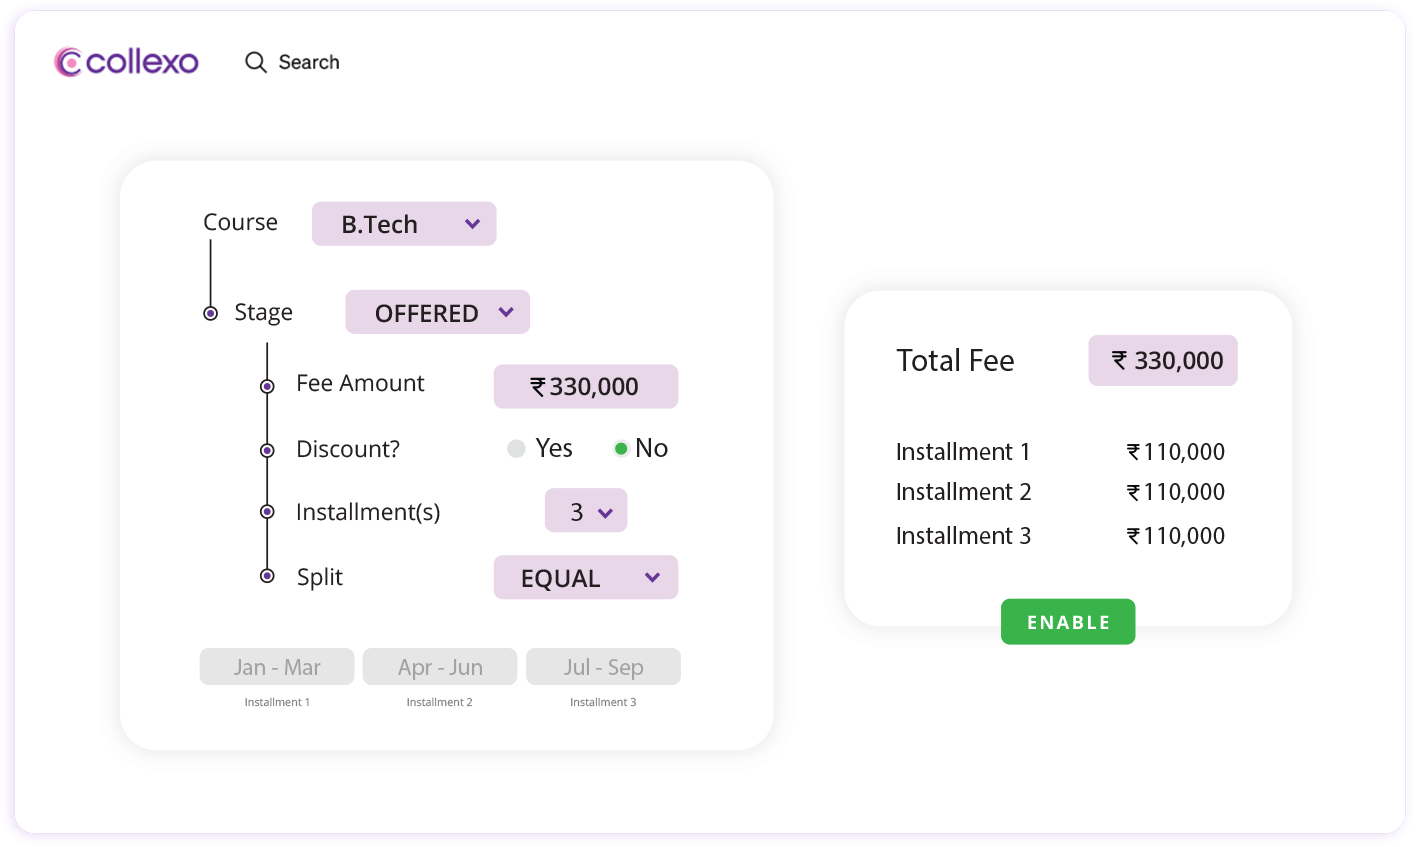 collexo Search
Course B.Tech
Stage OFFERED
Fee Amount ₹ 330,000
Discount? Yes No
Installment(s) 3
Split EQUAL
Jan - Mar Apr - Jun Jul - Sep
Installment 1 Installment 2 Installment 3
Total Fee ₹ 330,000
Installment 1 ₹ 110,000
Installment 2 ₹ 110,000
Installment 3 ₹ 110,000
ENABLE